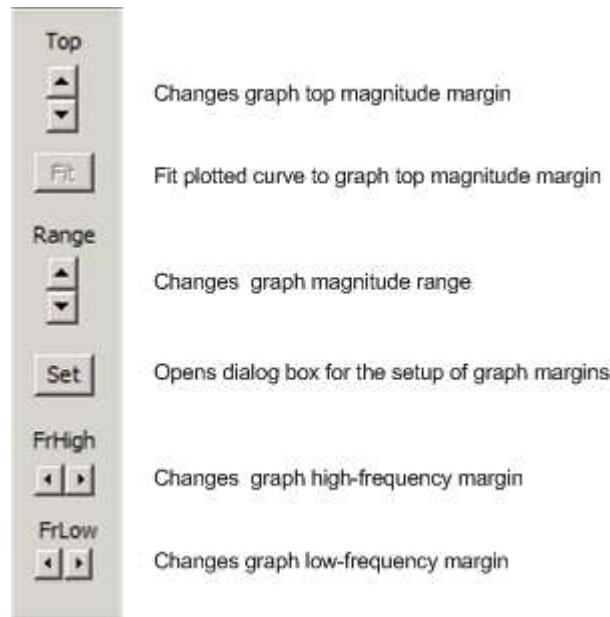 Top
Changes graph top magnitude margin
Fit
Fit plotted curve to graph top magnitude margin
Range
Changes graph magnitude range
Set
Opens dialog box for the setup of graph margins
FrHigh
Changes graph high-frequency margin
FrLow
Changes graph low-frequency margin